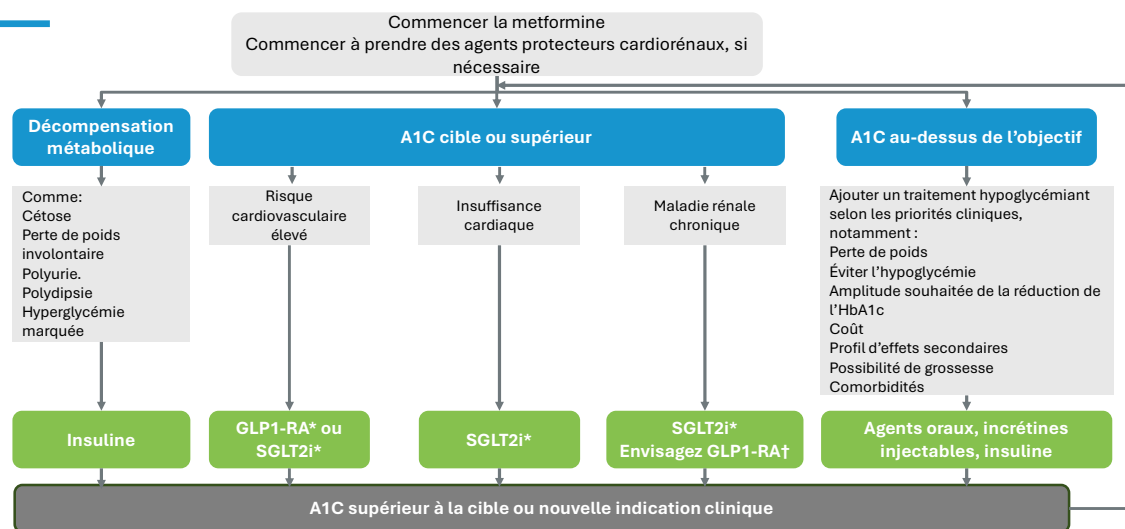 Commencer la metformine
Commencer à prendre des agents protecteurs cardiorénaux, si
nécessaire
Décompensation
métabolique
A1C cible ou supérieur
A1C au-dessus de l’objectif
Comme:
Cétose
Perte de poids
involontaire
Polyurie.
Polydipsie
Hyperglycémie
marquée
Risque
cardiovasculaire
élevé
Insuffisance
cardiaque
Maladie rénale
chronique
Ajouter un traitement hypoglycémiant
selon les priorités cliniques,
notamment :
Perte de poids
Éviter l’hypoglycémie
Amplitude souhaitée de la réduction de
l’HbA1c
Coût
Profil d’effets secondaires
Possibilité de grossesse
Comorbidités
Insuline
GLP1-RA* ou
SGLT2i*
SGLT2i*
SGLT2i*
Envisagez GLP1-RA†
Agents oraux, incrétines
injectables, insuline
A1C supérieur à la cible ou nouvelle indication clinique